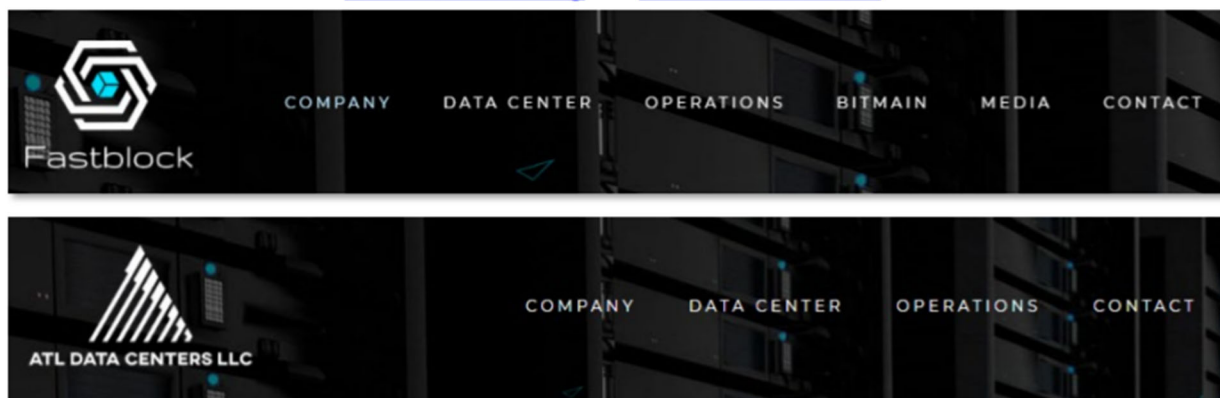 COMPANY DATA CENTER OPERATIONS BITMAIN MEDIA CONTACT
Fastblock
COMPANY DATA CENTER OPERATIONS CONTACT
ATL DATA CENTERS LLC